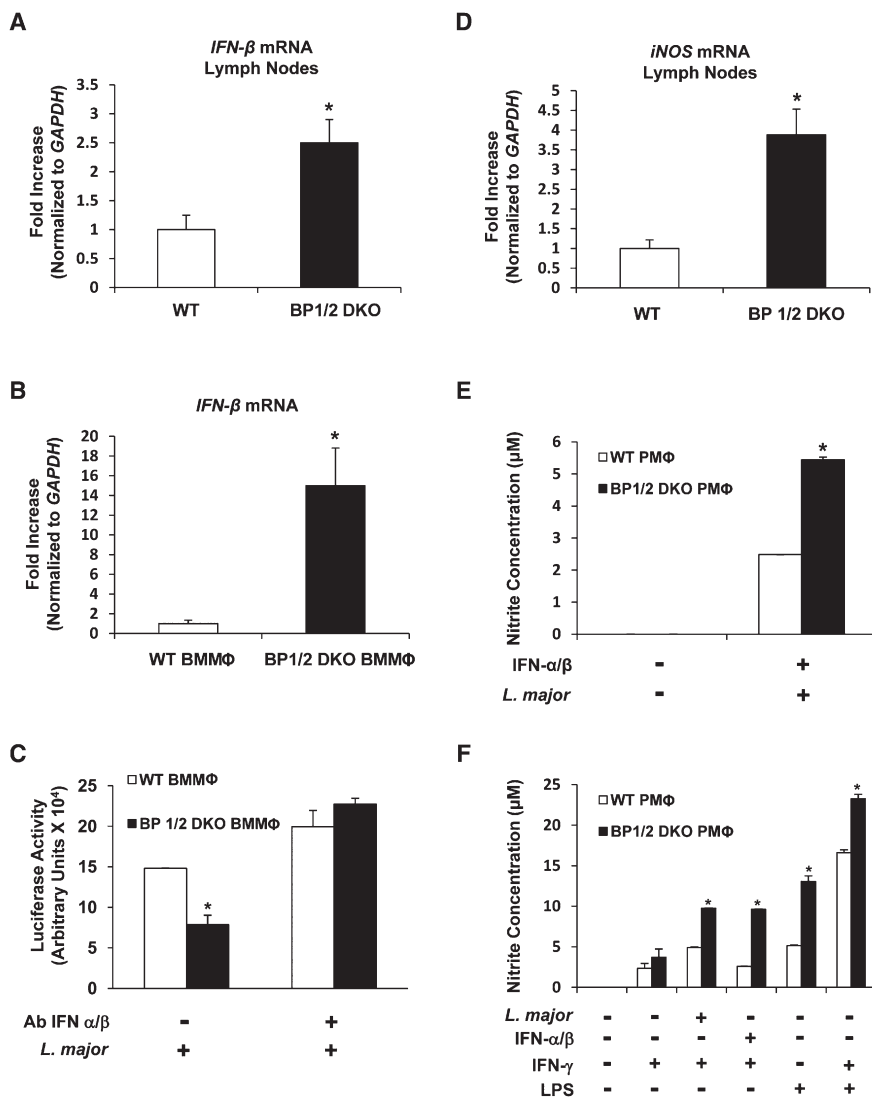 A
IFN-β mRNA
Lymph Nodes
Fold Increase
(Normalized to GAPDH)
3.5
3
2.5
2
1.5
1
0.5
0
*
WT
BP1/2 DKO
B
IFN-β mRNA
Fold Increase
(Normalized to GAPDH)
20
18
16
14
12
10
8
6
4
2
0
*
WT BMMΦ
BP1/2 DKO BMMΦ
C
Luciferase Activity
(Arbitrary Units X 10⁴)
25
20
15
10
5
0
WT BMMΦ
BP 1/2 DKO BMMΦ
*
Ab IFN α/β - +
L. major + +
D
iNOS mRNA
Lymph Nodes
Fold Increase
(Normalized to GAPDH)
5
4.5
4
3.5
3
2.5
2
1.5
1
0.5
0
*
WT
BP 1/2 DKO
E
Nitrite Concentration (μM)
6
5
4
3
2
1
0
WT PMΦ
BP1/2 DKO PMΦ
*
IFN-α/β - +
L. major - +
F
Nitrite Concentration (μM)
25
20
15
10
5
0
WT PMΦ
BP1/2 DKO PMΦ
* * * *
L. major - - + - - -
IFN-α/β - - - + - -
IFN-γ - + + + - +
LPS - - - - + +